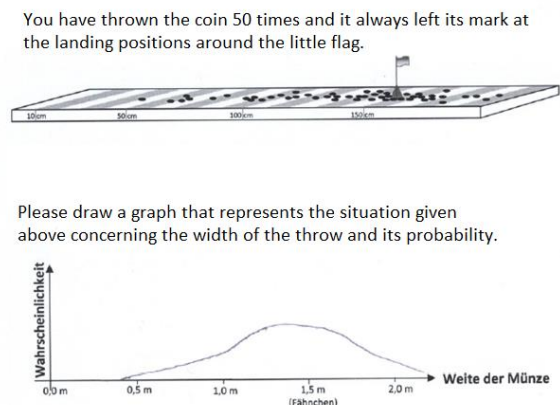 You have thrown the coin 50 times and it always left its mark at
the landing positions around the little flag.
10cm 50cm 100cm 150cm
Please draw a graph that represents the situation given
above concerning the width of the throw and its probability.
Wahrscheinlichkeit
0,0 m 0,5 m 1,0 m 1,5 m 2,0 m Weite der Münze
(Fähnchen)